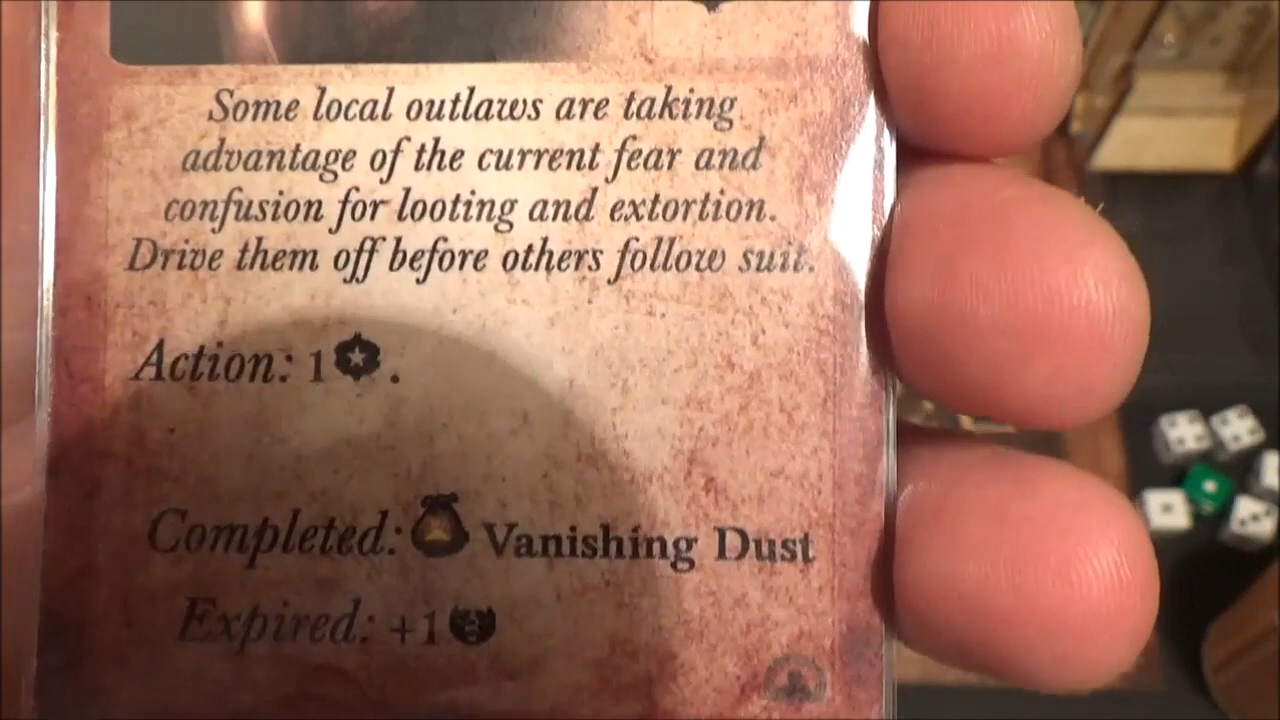 Some local outlaws are taking
advantage of the current fear and
confusion for looting and extortion.
Drive them off before others follow suit.
Action: 1 .
Completed: Vanishing Dust
Expired: +1